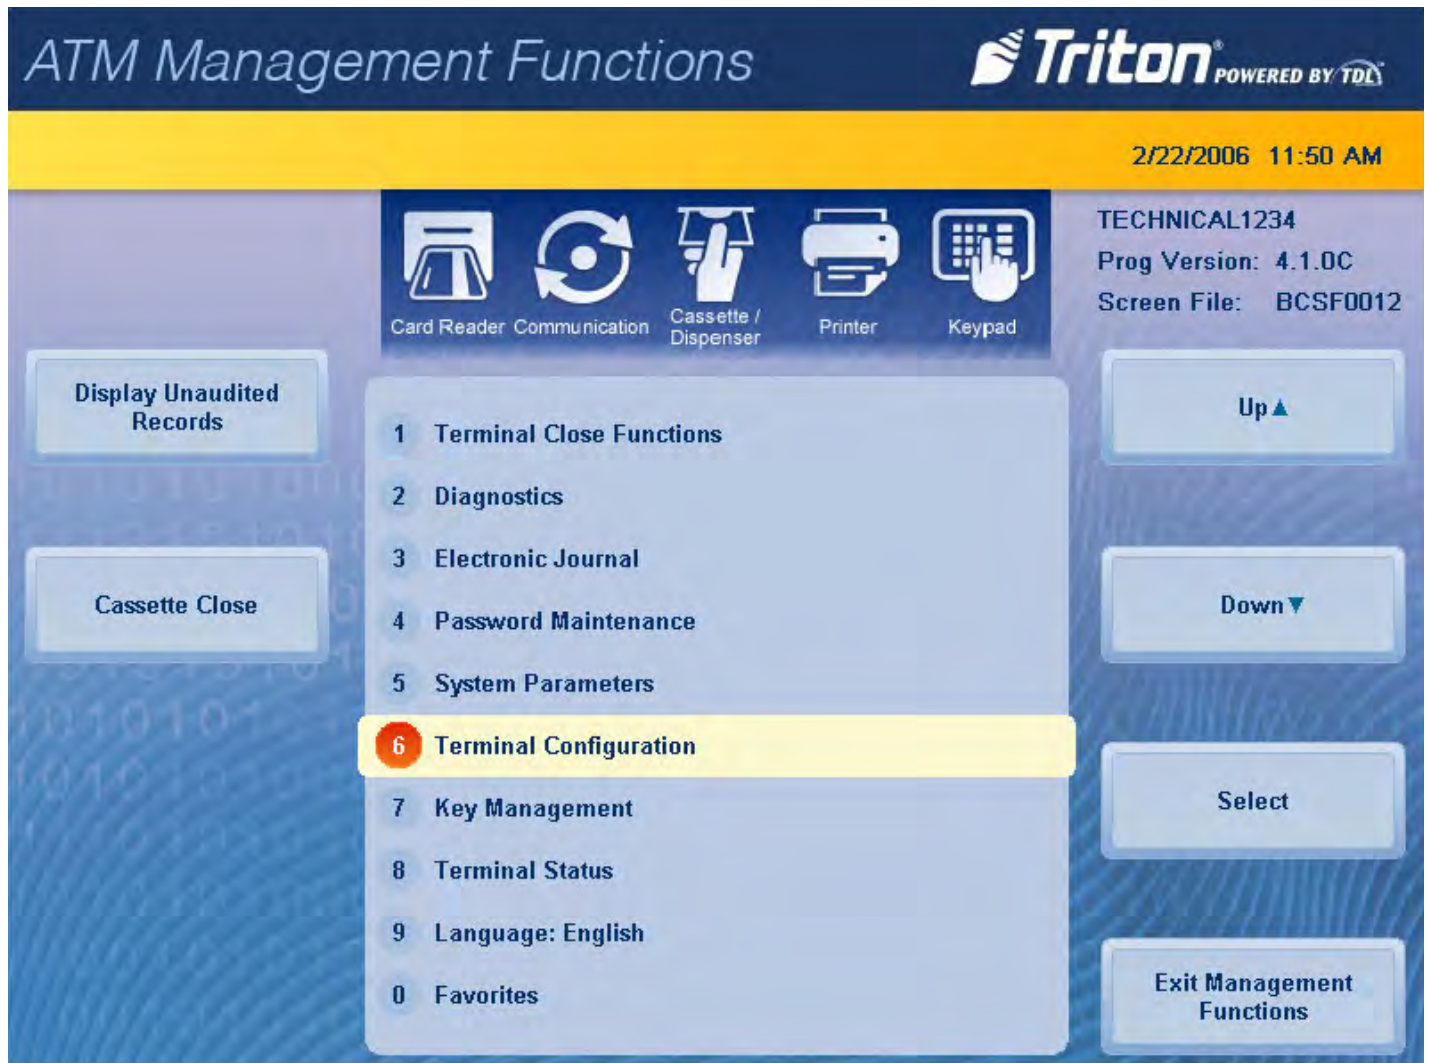 ATM Management Functions
Triton® POWERED BY TDL
2/22/2006 11:50 AM
TECHNICAL1234
Prog Version: 4.1.0C
Screen File: BCSF0012
Card Reader
Communication
Cassette /
Dispenser
Printer
Keypad
Display Unaudited
Records
Cassette Close
1 Terminal Close Functions
2 Diagnostics
3 Electronic Journal
4 Password Maintenance
5 System Parameters
6 Terminal Configuration
7 Key Management
8 Terminal Status
9 Language: English
0 Favorites
Up▲
Down▼
Select
Exit Management
Functions